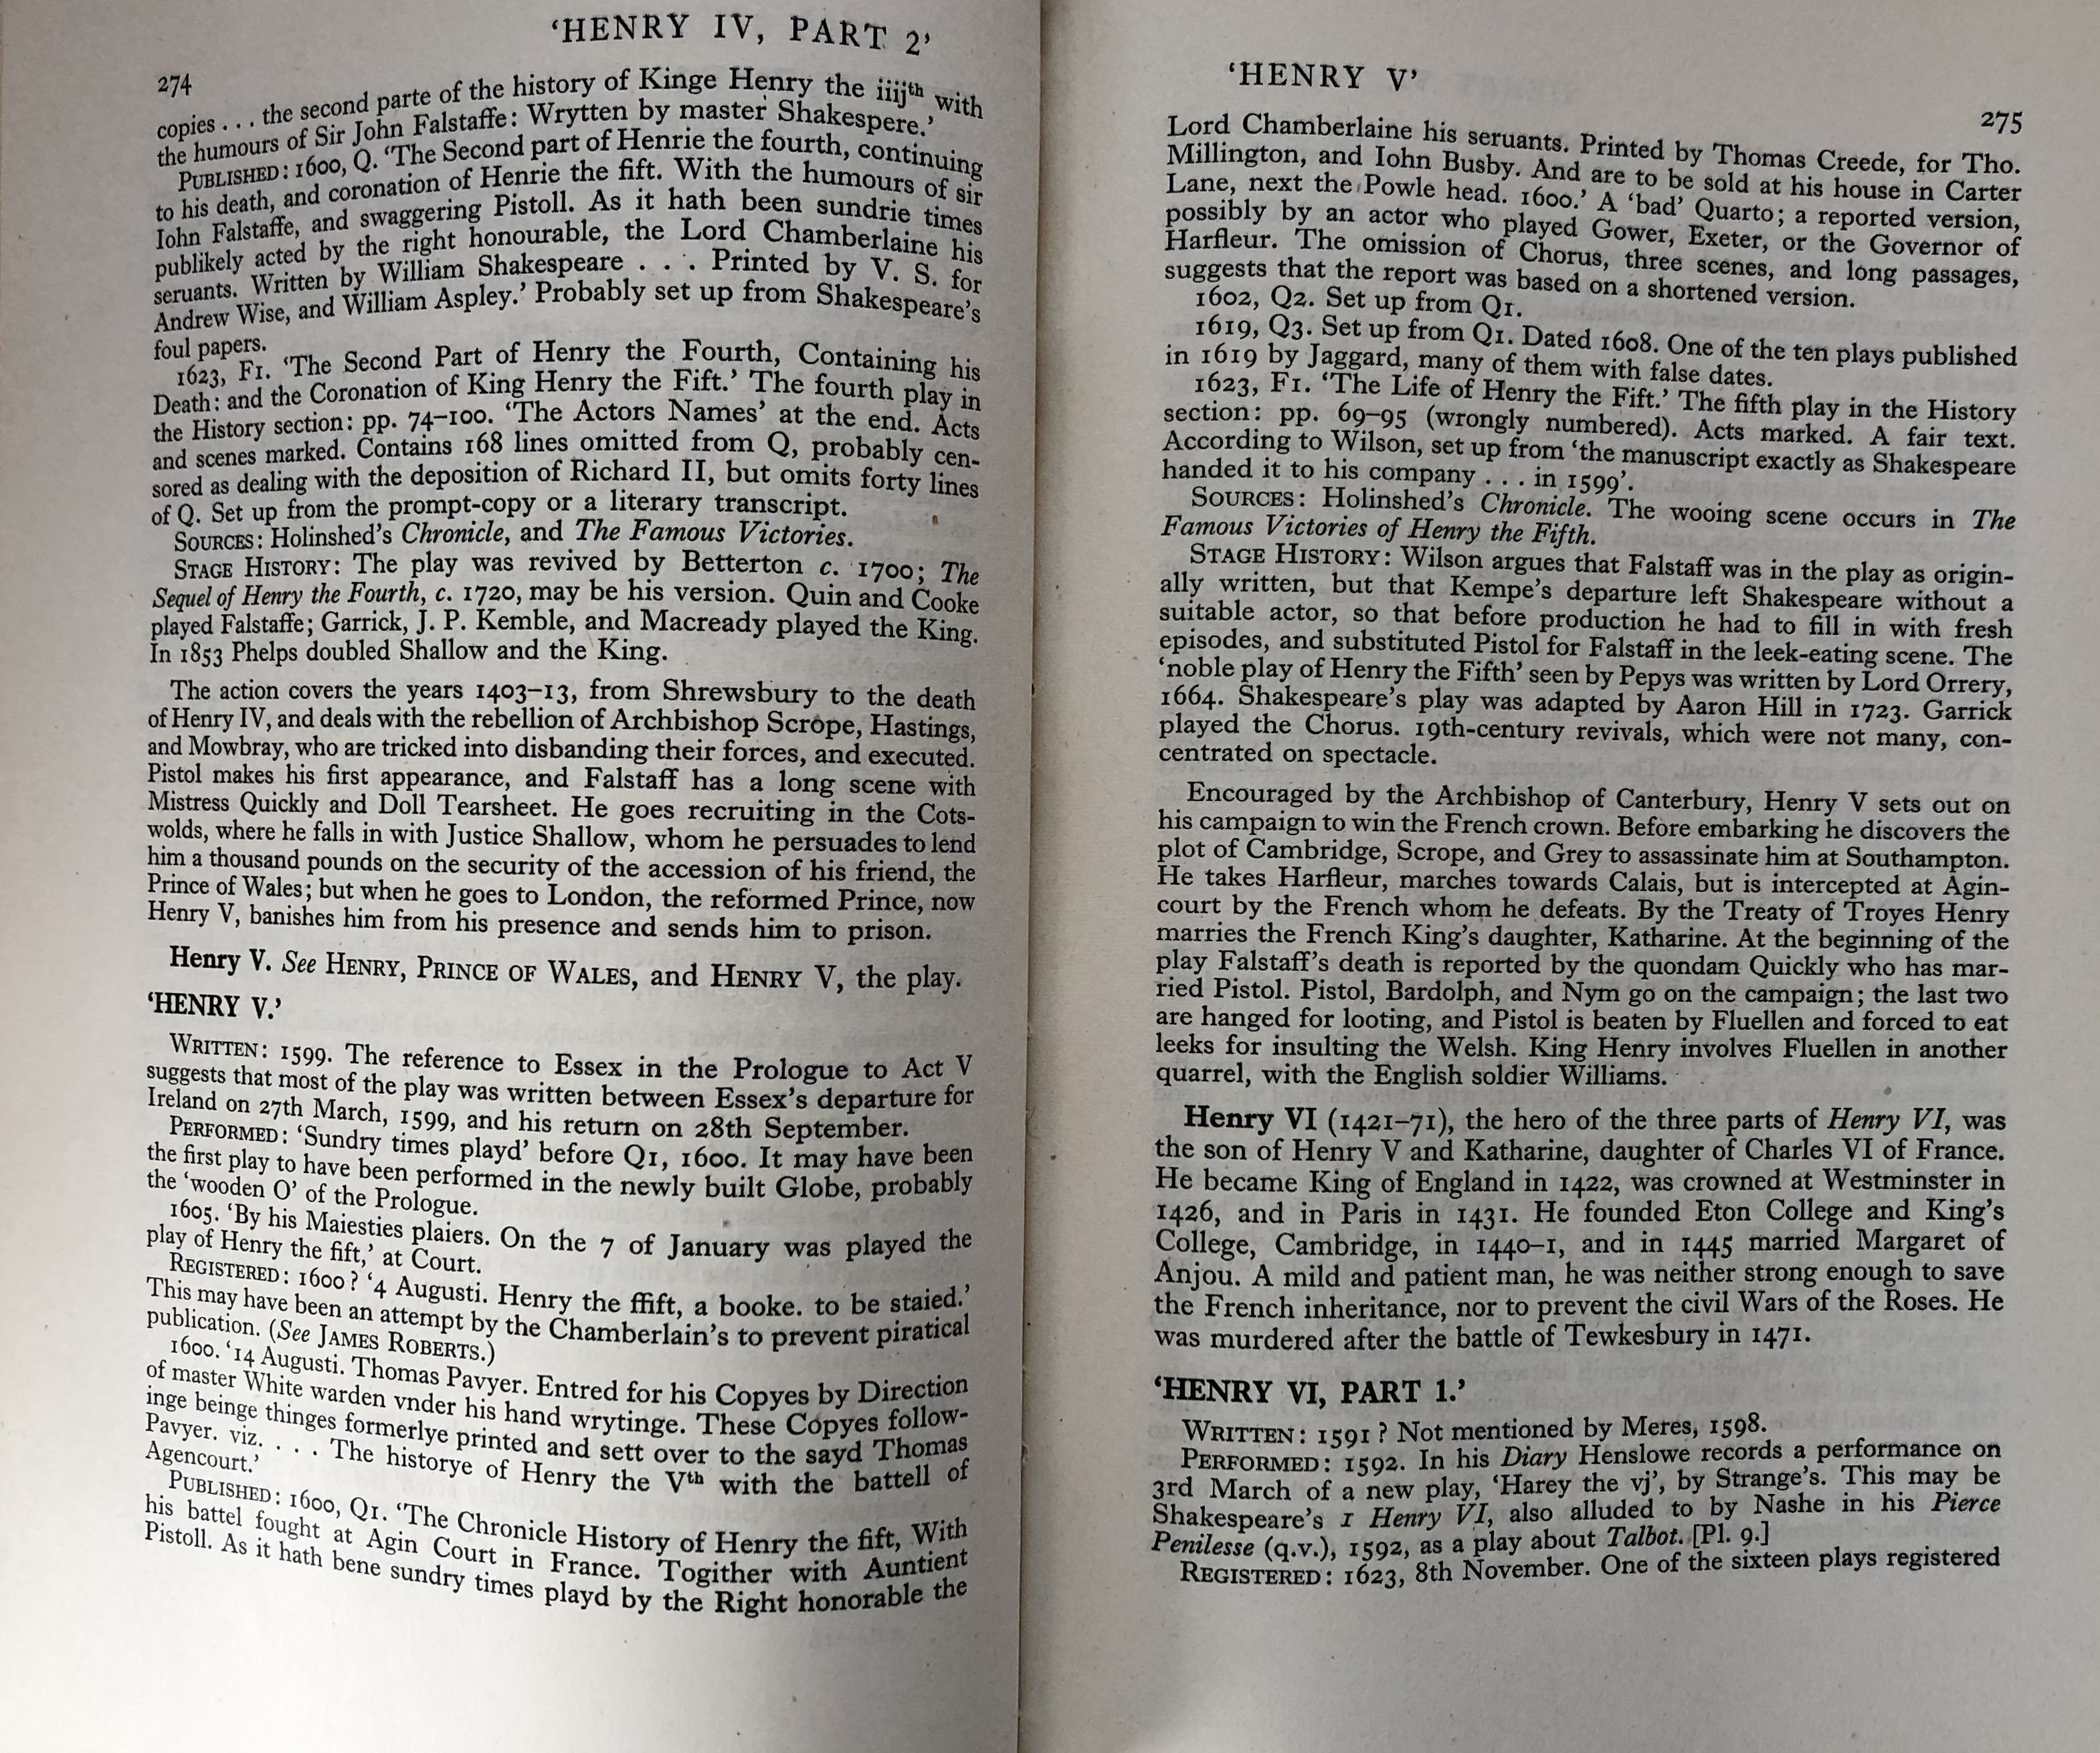 274
'HENRY IV, PART 2'
copies . . . the second parte of the history of Kinge Henry the iiijth with
the humours of Sir John Falstaffe: Wrytten by master Shakespere.'
PUBLISHED: 1600, Q. 'The Second part of Henrie the fourth, continuing
to his death, and coronation of Henrie the fift. With the humours of sir
Iohn Falstaffe, and swaggering Pistoll. As it hath been sundrie times
publikely acted by the right honourable, the Lord Chamberlaine his
seruants. Written by William Shakespeare . . . Printed by V. S. for
Andrew Wise, and William Aspley.' Probably set up from Shakespeare's
foul papers.
1623, F1. 'The Second Part of Henry the Fourth, Containing his
Death: and the Coronation of King Henry the Fift.' The fourth play in
the History section: pp. 74–100. 'The Actors Names' at the end. Acts
and scenes marked. Contains 168 lines omitted from Q, probably cen-
sored as dealing with the deposition of Richard II, but omits forty lines
of Q. Set up from the prompt-copy or a literary transcript.
SOURCES: Holinshed's Chronicle, and The Famous Victories.
STAGE HISTORY: The play was revived by Betterton c. 1700; The
Sequel of Henry the Fourth, c. 1720, may be his version. Quin and Cooke
played Falstaffe; Garrick, J. P. Kemble, and Macready played the King.
In 1853 Phelps doubled Shallow and the King.
The action covers the years 1403–13, from Shrewsbury to the death
of Henry IV, and deals with the rebellion of Archbishop Scrope, Hastings,
and Mowbray, who are tricked into disbanding their forces, and executed.
Pistol makes his first appearance, and Falstaff has a long scene with
Mistress Quickly and Doll Tearsheet. He goes recruiting in the Cots-
wolds, where he falls in with Justice Shallow, whom he persuades to lend
him a thousand pounds on the security of the accession of his friend, the
Prince of Wales; but when he goes to London, the reformed Prince, now
Henry V, banishes him from his presence and sends him to prison.
Henry V. See HENRY, PRINCE OF WALES, and HENRY V, the play.
'HENRY V.'
WRITTEN: 1599. The reference to Essex in the Prologue to Act V
suggests that most of the play was written between Essex's departure for
Ireland on 27th March, 1599, and his return on 28th September.
PERFORMED: 'Sundry times playd' before Q1, 1600. It may have been
the first play to have been performed in the newly built Globe, probably
the 'wooden O' of the Prologue.
1605. 'By his Maiesties plaiers. On the 7 of January was played the
play of Henry the fift,' at Court.
REGISTERED: 1600? '4 Augusti. Henry the ffift, a booke. to be staied.'
This may have been an attempt by the Chamberlain's to prevent piratical
publication. (See JAMES ROBERTS.)
1600. '14 Augusti. Thomas Pavyer. Entred for his Copyes by Direction
of master White warden vnder his hand wrytinge. These Copyes follow-
inge beinge thinges formerlye printed and sett over to the sayd Thomas
Pavyer. viz. . . . The historye of Henry the Vth with the battell of
Agencourt.'
PUBLISHED: 1600, Q1. 'The Chronicle History of Henry the fift, With
his battel fought at Agin Court in France. Togither with Auntient
Pistoll. As it hath bene sundry times playd by the Right honorable the
'HENRY V'
275
Lord Chamberlaine his seruants. Printed by Thomas Creede, for Tho.
Millington, and Iohn Busby. And are to be sold at his house in Carter
Lane, next the Powle head. 1600.' A 'bad' Quarto; a reported version,
possibly by an actor who played Gower, Exeter, or the Governor of
Harfleur. The omission of Chorus, three scenes, and long passages,
suggests that the report was based on a shortened version.
1602, Q2. Set up from Q1.
1619, Q3. Set up from Q1. Dated 1608. One of the ten plays published
in 1619 by Jaggard, many of them with false dates.
1623, F1. 'The Life of Henry the Fift.' The fifth play in the History
section: pp. 69–95 (wrongly numbered). Acts marked. A fair text.
According to Wilson, set up from 'the manuscript exactly as Shakespeare
handed it to his company . . . in 1599'.
SOURCES: Holinshed's Chronicle. The wooing scene occurs in The
Famous Victories of Henry the Fifth.
STAGE HISTORY: Wilson argues that Falstaff was in the play as origin-
ally written, but that Kempe's departure left Shakespeare without a
suitable actor, so that before production he had to fill in with fresh
episodes, and substituted Pistol for Falstaff in the leek-eating scene. The
'noble play of Henry the Fifth' seen by Pepys was written by Lord Orrery,
1664. Shakespeare's play was adapted by Aaron Hill in 1723. Garrick
played the Chorus. 19th-century revivals, which were not many, con-
centrated on spectacle.
Encouraged by the Archbishop of Canterbury, Henry V sets out on
his campaign to win the French crown. Before embarking he discovers the
plot of Cambridge, Scrope, and Grey to assassinate him at Southampton.
He takes Harfleur, marches towards Calais, but is intercepted at Agin-
court by the French whom he defeats. By the Treaty of Troyes Henry
marries the French King's daughter, Katharine. At the beginning of the
play Falstaff's death is reported by the quondam Quickly who has mar-
ried Pistol. Pistol, Bardolph, and Nym go on the campaign; the last two
are hanged for looting, and Pistol is beaten by Fluellen and forced to eat
leeks for insulting the Welsh. King Henry involves Fluellen in another
quarrel, with the English soldier Williams.
Henry VI (1421–71), the hero of the three parts of Henry VI, was
the son of Henry V and Katharine, daughter of Charles VI of France.
He became King of England in 1422, was crowned at Westminster in
1426, and in Paris in 1431. He founded Eton College and King's
College, Cambridge, in 1440–1, and in 1445 married Margaret of
Anjou. A mild and patient man, he was neither strong enough to save
the French inheritance, nor to prevent the civil Wars of the Roses. He
was murdered after the battle of Tewkesbury in 1471.
'HENRY VI, PART 1.'
WRITTEN: 1591? Not mentioned by Meres, 1598.
PERFORMED: 1592. In his Diary Henslowe records a performance on
3rd March of a new play, 'Harey the vj', by Strange's. This may be
Shakespeare's 1 Henry VI, also alluded to by Nashe in his Pierce
Penilesse (q.v.), 1592, as a play about Talbot. [Pl. 9.]
REGISTERED: 1623, 8th November. One of the sixteen plays registered